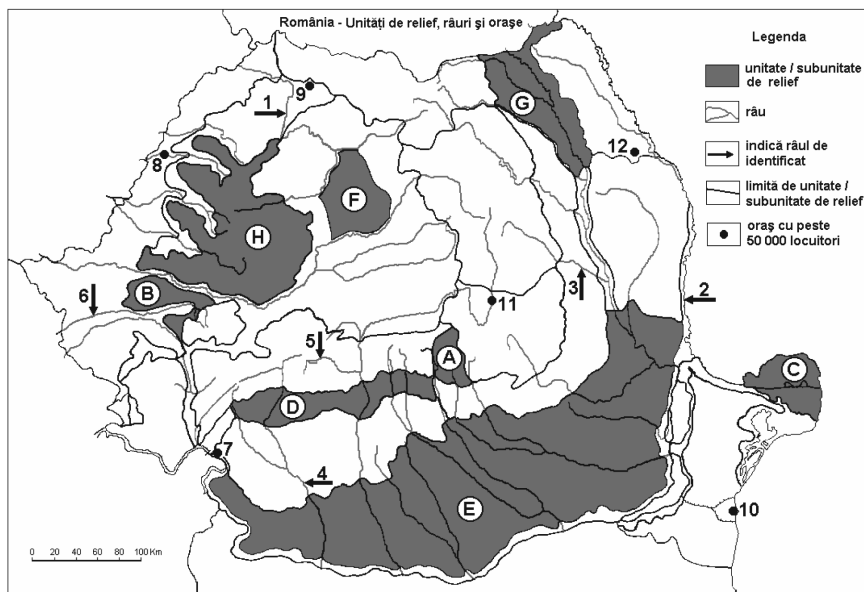 România - Unităţi de relief, râuri şi oraşe
Legenda
unitate / subunitate
de relief
râu
indică râul de
identificat
limită de unitate /
subunitate de relief
oraş cu peste
50 000 locuitori
9
1
G
12
8
F
H
B
6
11
3
2
5
A
C
D
7
4
E
10
0 20 40 60 80 100 Km